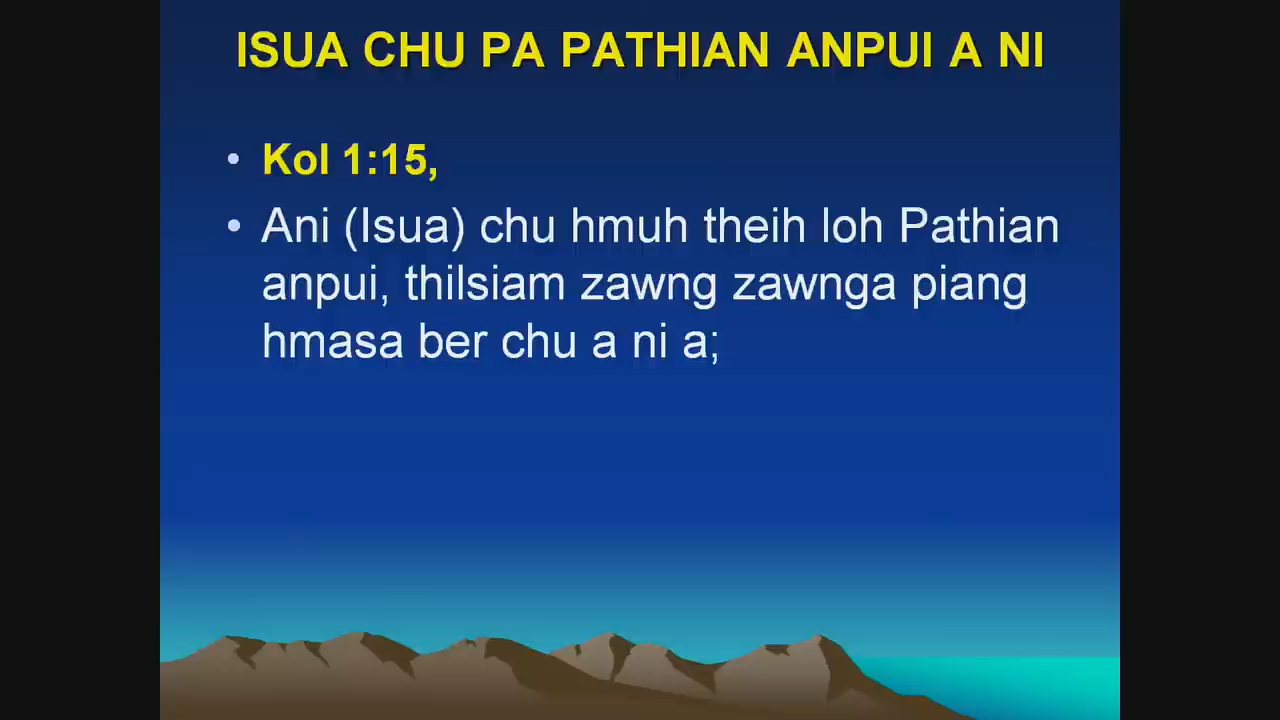 ISUA CHU PA PATHIAN ANPUI A NI
• Kol 1:15,
• Ani (Isua) chu hmuh theih loh Pathian
anpui, thilsiam zawng zawnga piang
hmasa ber chu a ni a;